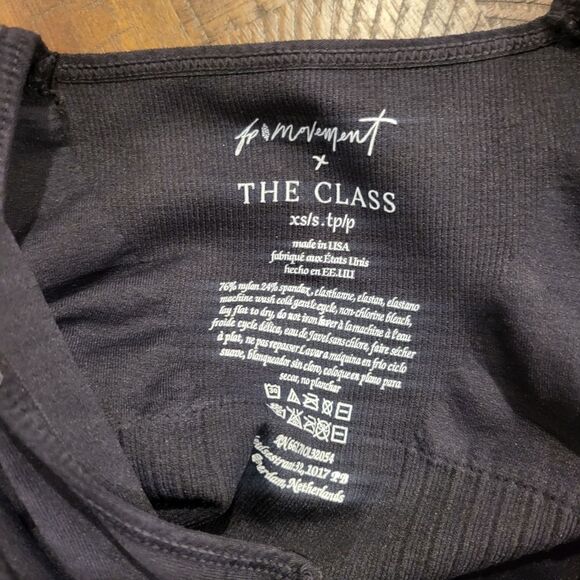 fp movement
x
THE CLASS
xs/s . tp/p
made in USA
fabriqué aux États Unis
hecho en EE.UU
76% nylon 24% spandex, elasthanne, elastan, elastano
machine wash cold gentle cycle, non-chlorine bleach,
lay flat to dry, do not iron laver à la machine à l'eau
froide cycle délice, eau de Javel sans chlore, faire sécher
à plat, ne pas repasser Lavar a máquina en frío ciclo
suave, blanqueador sin cloro, coloque en plano para
secar, no planchar
30
1017
Netherlands